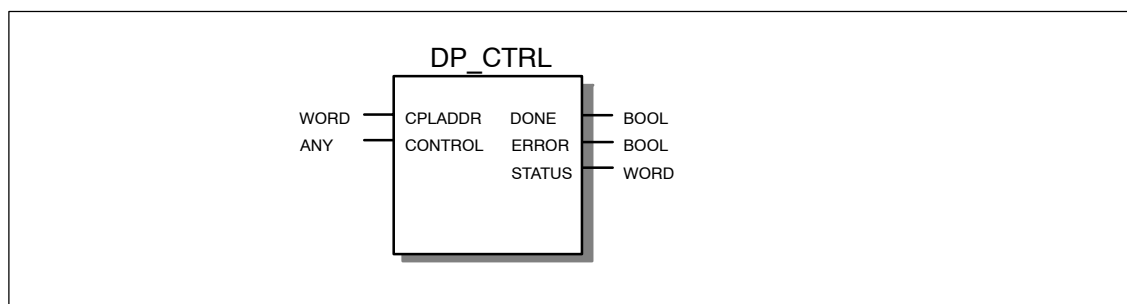 DP_CTRL
WORD CPLADDR DONE BOOL
ANY CONTROL ERROR BOOL
STATUS WORD